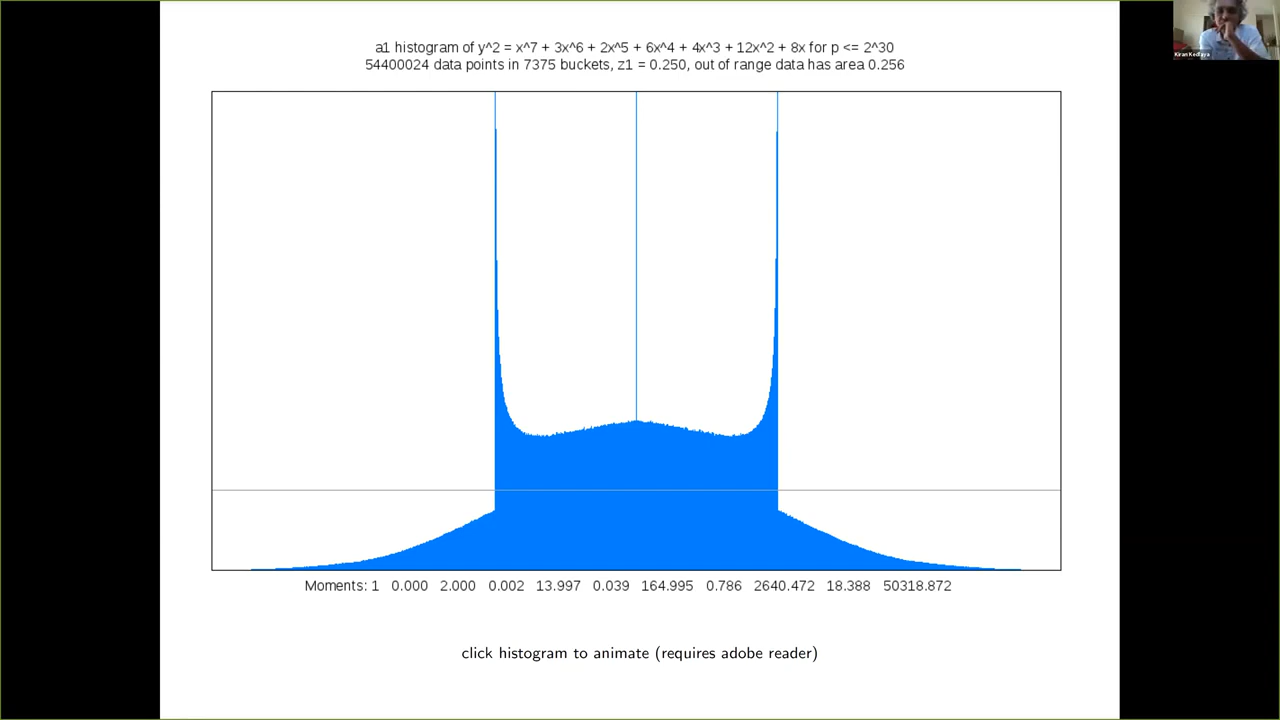 a1 histogram of y^2 = x^7 + 3x^6 + 2x^5 + 6x^4 + 4x^3 + 12x^2 + 8x for p <= 2^30
54400024 data points in 7375 buckets, z1 = 0.250, out of range data has area 0.256
Moments: 1 0.000 2.000 0.002 13.997 0.039 164.995 0.786 2640.472 18.388 50318.872
click histogram to animate (requires adobe reader)
Kiran Kedlaya